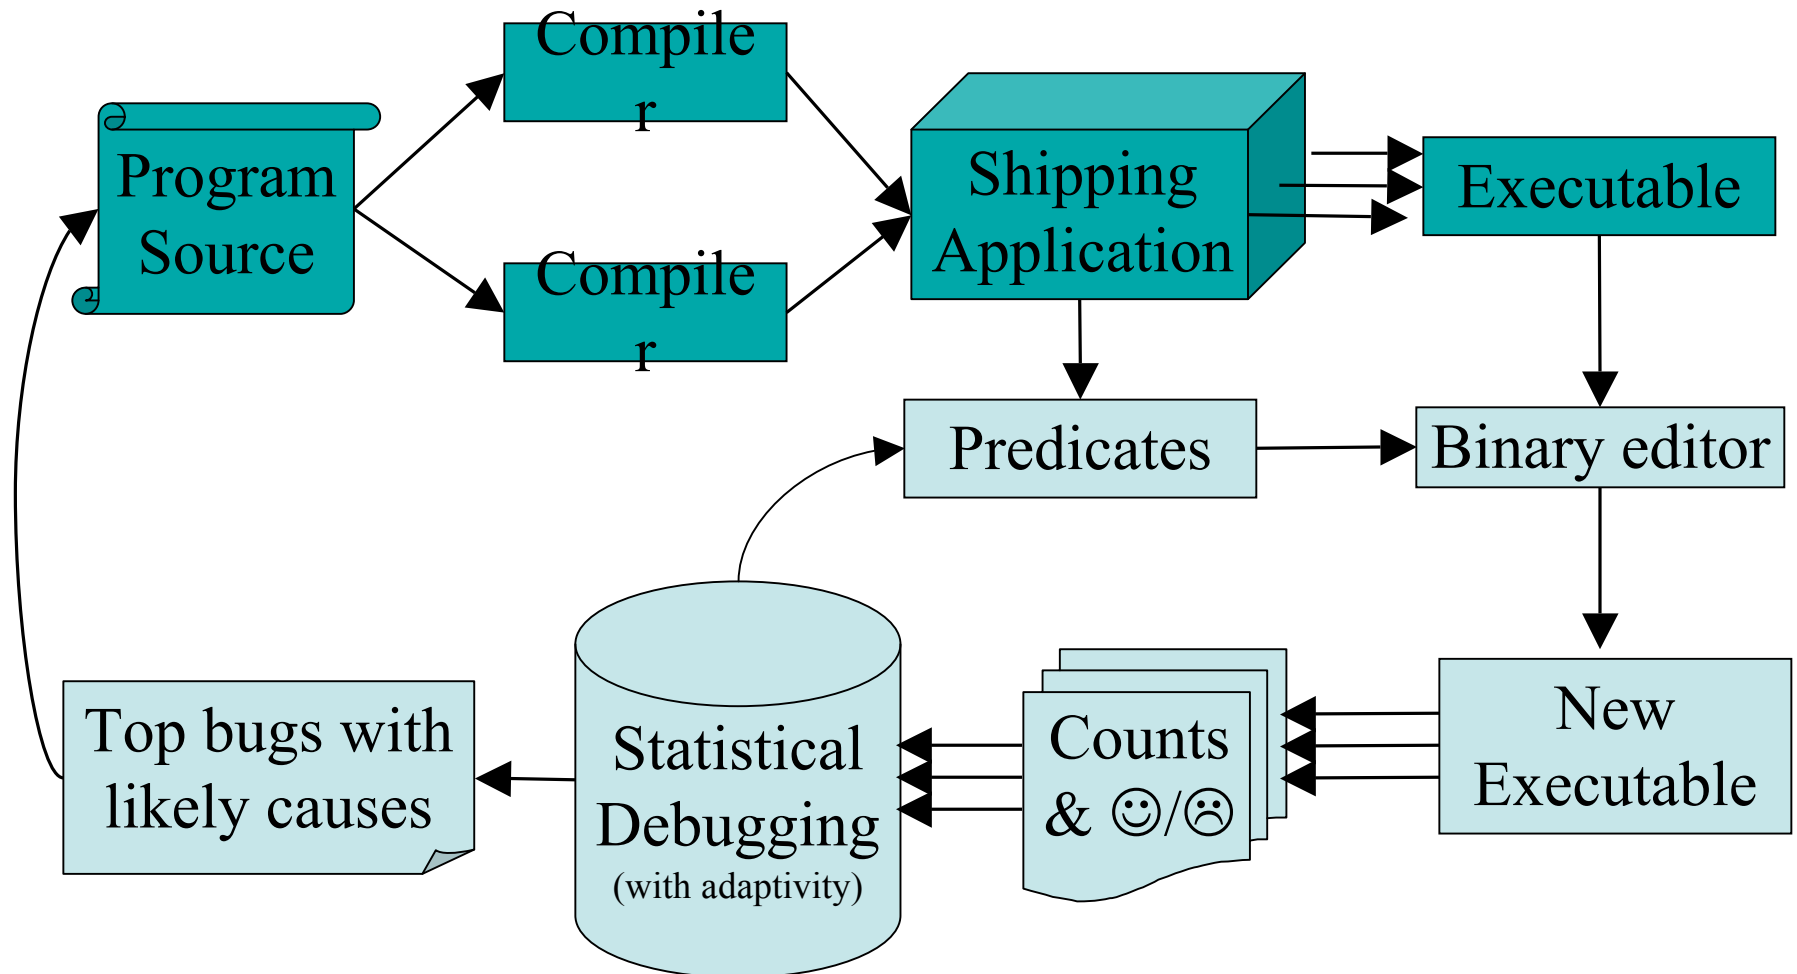 Compile
r
Program
Source
Compile
r
Shipping
Application
Executable
Predicates
Binary editor
Top bugs with
likely causes
Statistical
Debugging
(with adaptivity)
Counts
& ☺/☹
New
Executable